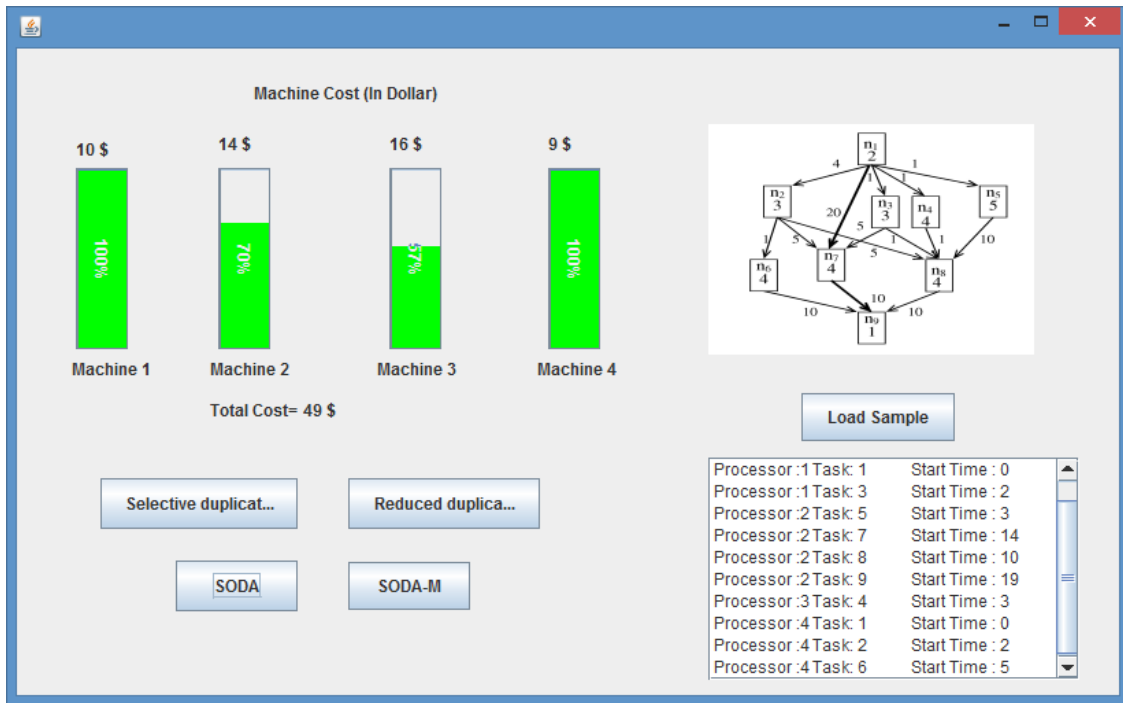 Machine Cost (In Dollar)
10 $ 14 $ 16 $ 9 $
100% 70% 57% 100%
Machine 1 Machine 2 Machine 3 Machine 4
Total Cost= 49 $
Selective duplicat... Reduced duplica...
SODA SODA-M
n1
2
4 1 1 1
n2
3
20
n3
3
n4
4
n5
5
1 5 5 1 1 10
n6
4
n7
4
5
n8
4
10 10 10
n9
1
Load Sample
Processor :1 Task: 1 Start Time : 0
Processor :1 Task: 3 Start Time : 2
Processor :2 Task: 5 Start Time : 3
Processor :2 Task: 7 Start Time : 14
Processor :2 Task: 8 Start Time : 10
Processor :2 Task: 9 Start Time : 19
Processor :3 Task: 4 Start Time : 3
Processor :4 Task: 1 Start Time : 0
Processor :4 Task: 2 Start Time : 2
Processor :4 Task: 6 Start Time : 5